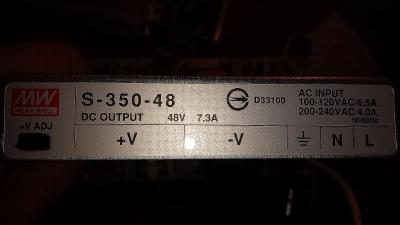 MW
MEAN WELL
S-350-48
D33100
AC INPUT
100-120VAC/6.5A
200-240VAC/4.0A
50/60Hz
DC OUTPUT 48V 7.3A
+V ADJ
+V -V N L